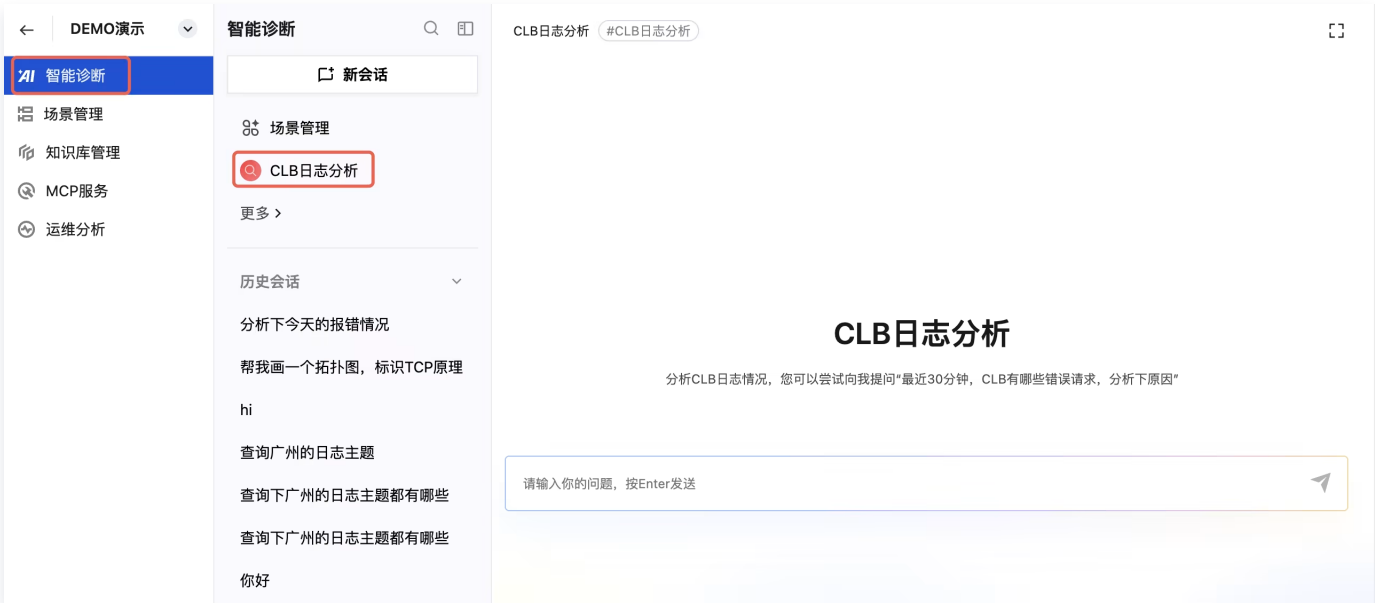 DEMO演示
AI 智能诊断
场景管理
知识库管理
MCP服务
运维分析
智能诊断
新会话
场景管理
CLB日志分析
更多
历史会话
分析下今天的报错情况
帮我画一个拓扑图，标识TCP原理
hi
查询广州的日志主题
查询下广州的日志主题都有哪些
查询下广州的日志主题都有哪些
你好
CLB日志分析 #CLB日志分析
CLB日志分析
分析CLB日志情况，您可以尝试向我提问“最近30分钟，CLB有哪些错误请求，分析下原因”
请输入你的问题，按Enter发送